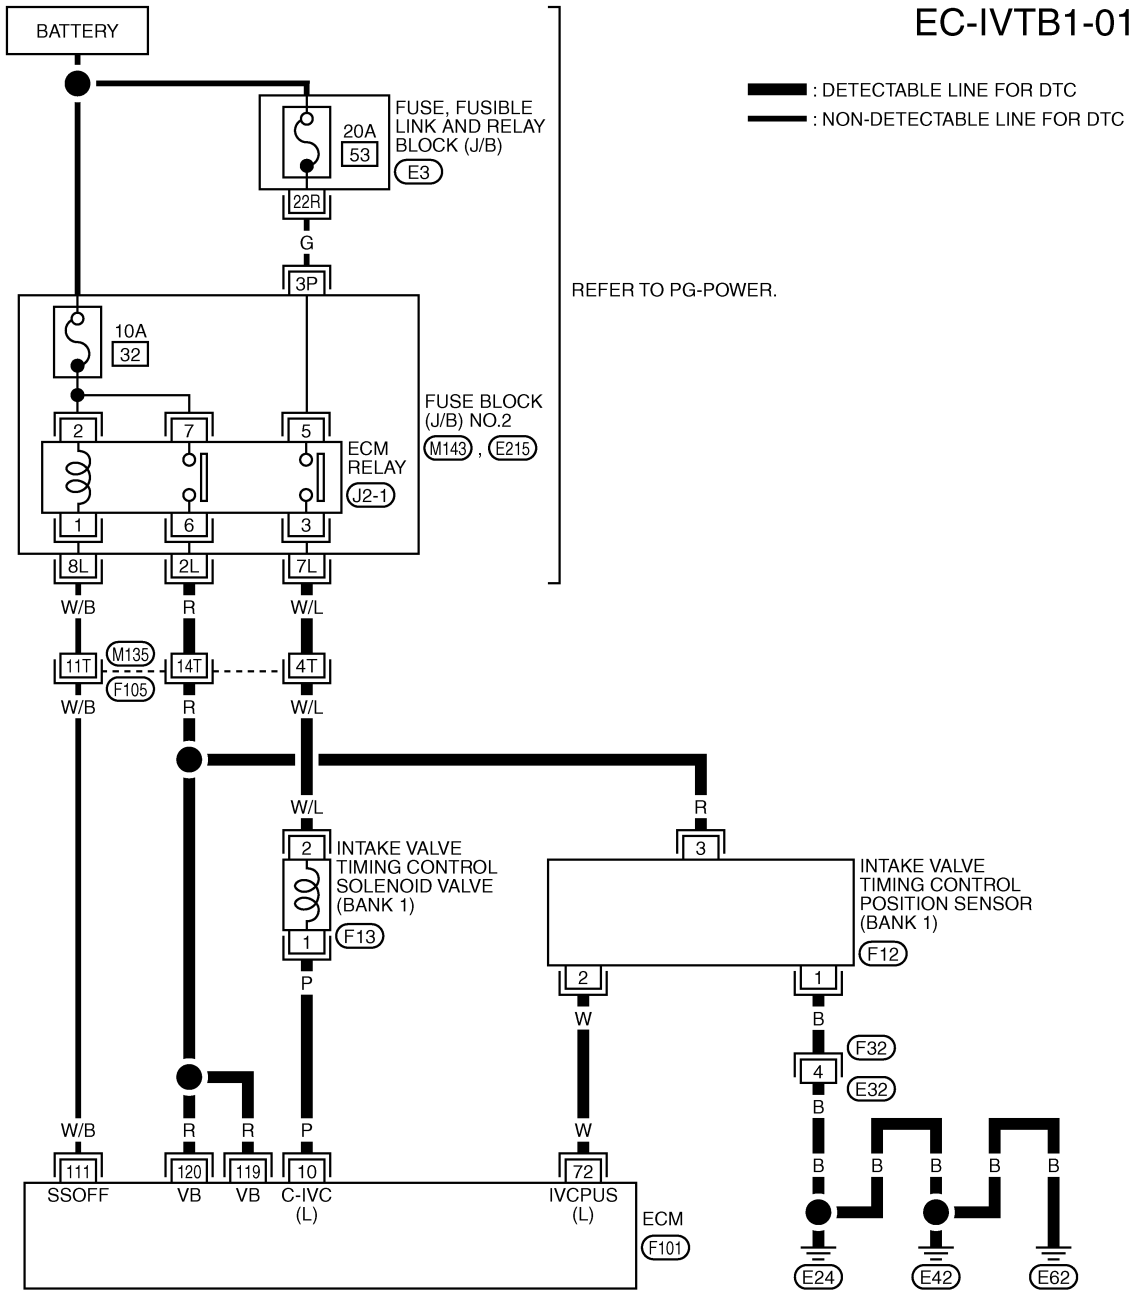 EC-IVTB1-01
BATTERY
: DETECTABLE LINE FOR DTC
: NON-DETECTABLE LINE FOR DTC
20A
53
FUSE, FUSIBLE
LINK AND RELAY
BLOCK (J/B)
E3
22R
G
3P
REFER TO PG-POWER.
10A
32
FUSE BLOCK
(J/B) NO.2
M143 , E215
2 7 5
ECM
RELAY
J2-1
1 6 3
8L 2L 7L
W/B R W/L
M135
11T 14T 4T
F105
W/B R W/L
W/L R
2 3
INTAKE VALVE
TIMING CONTROL
SOLENOID VALVE
(BANK 1)
F13
1
P
INTAKE VALVE
TIMING CONTROL
POSITION SENSOR
(BANK 1)
F12
2 1
W B
F32
4
E32
B
W/B R R P W
B B B B B
111 120 119 10 72
SSOFF VB VB C-IVC IVCPUS
(L) (L)
ECM
F101
E24 E42 E62